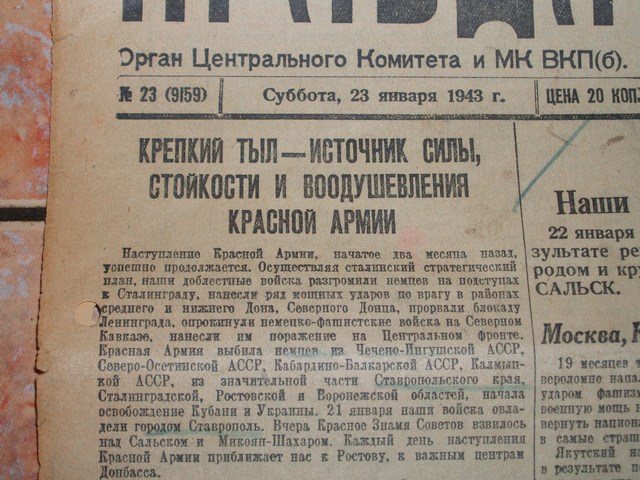 Орган Центрального Комитета и МК ВКП(б).
№ 23 (9159)
Суббота, 23 января 1943 г.
ЦЕНА 20 КОП.
КРЕПКИЙ ТЫЛ—ИСТОЧНИК СИЛЫ,
СТОЙКОСТИ И ВООДУШЕВЛЕНИЯ
КРАСНОЙ АРМИИ
Наступление Красной Армии, начатое два месяца назад,
успешно продолжается. Осуществляя сталинский стратегический
план, наши доблестные войска разгромили немцев на подступах
к Сталинграду, нанесли ряд мощных ударов по врагу в районах
среднего и нижнего Дона, Северного Донца, прорвали блокаду
Ленинграда, опрокинули немецко-фашистские войска на Северном
Кавказе, нанесли им поражение на Центральном фронте.
Красная Армия выбила немцев из Чечено-Ингушской АССР,
Северо-Осетинской АССР, Кабардино-Балкарской АССР, Калмыц-
кой АССР, из значительной части Ставропольского края,
Сталинградской, Ростовской и Воронежской областей, начала
освобождение Кубани и Украины. 21 января наши войска овла-
дели городом Ставрополь. Вчера Красное Знамя Советов взвилось
над Сальском и Микоян-Шахаром. Каждый день наступления
Красной Армии приближает нас к Ростову, к важным центрам
Донбасса.
Наши
22 января
зультате ре
родом и кру
САЛЬСК.
Москва,
19 месяцев т
вероломно напа
ударом фашизм
военную мощь
вернуть национа
в самые страш
Якутский на
в результате п